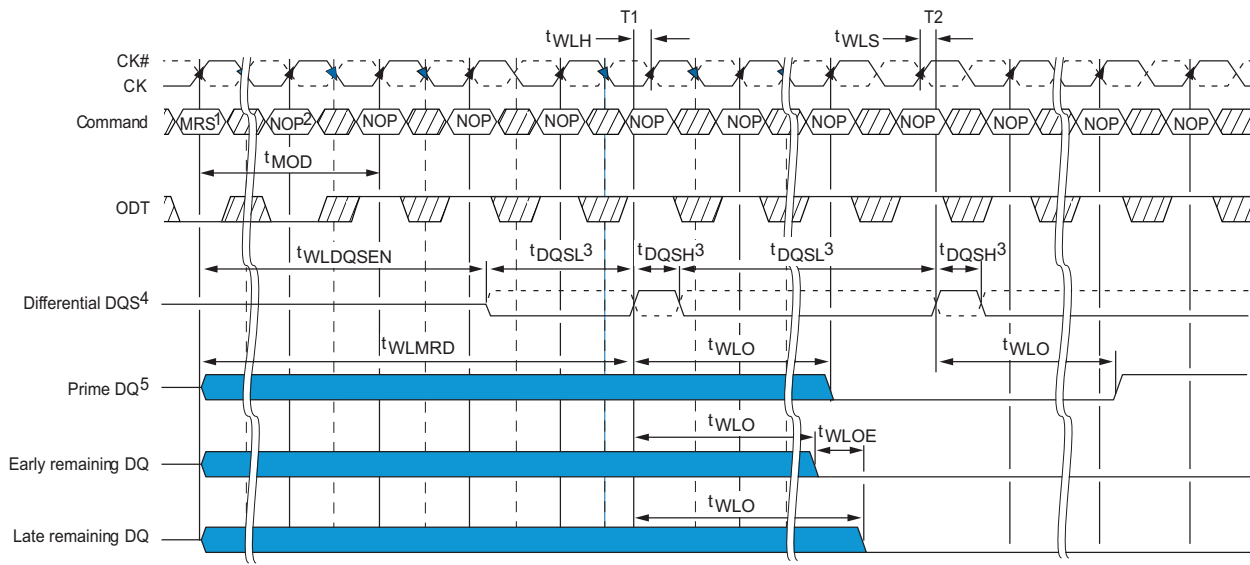 T1 T2
tWLH tWLS
CK#
CK
Command MRS1 NOP2 NOP NOP NOP NOP NOP NOP NOP NOP NOP NOP
tMOD
ODT
tWLDQSEN tDQSL3 tDQSH3 tDQSL3 tDQSH3
Differential DQS4
tWLMRD tWLO tWLO
Prime DQ5
tWLO tWLOE
Early remaining DQ
tWLO
Late remaining DQ